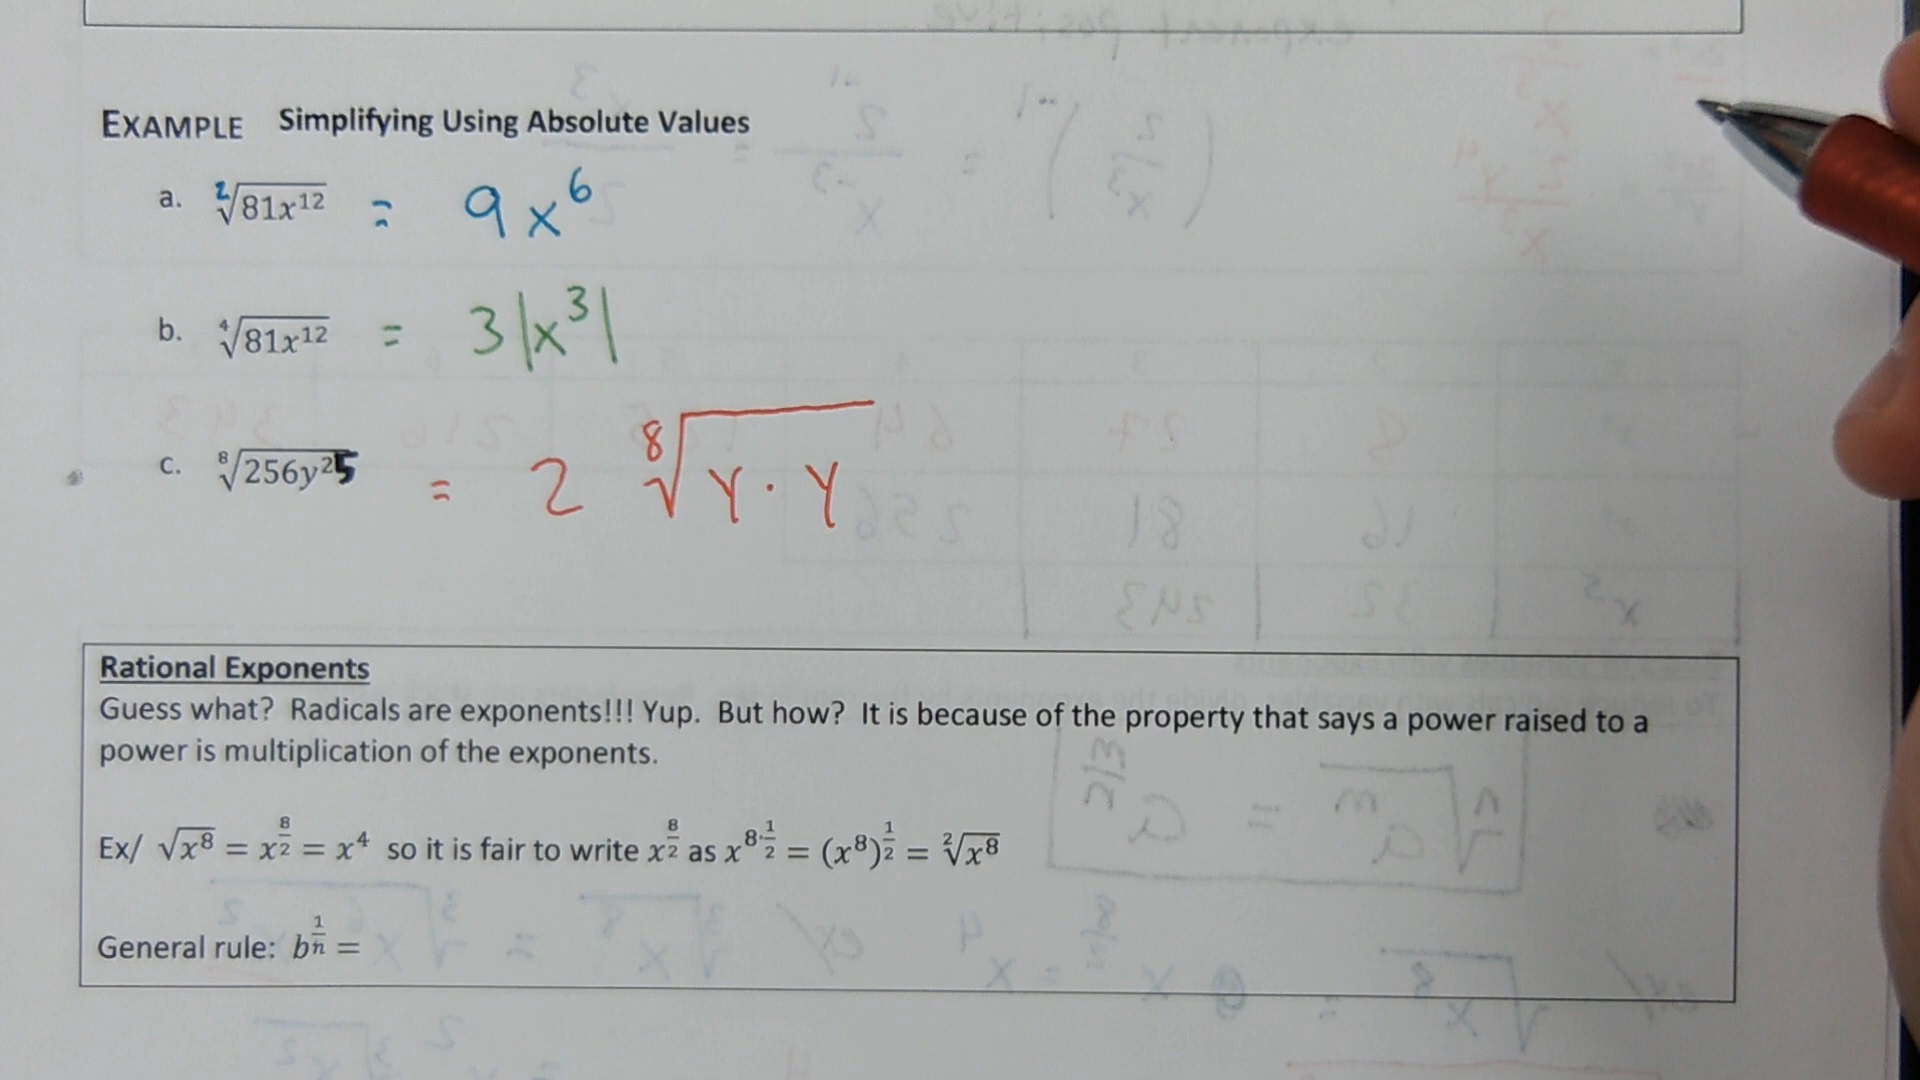 EXAMPLE Simplifying Using Absolute Values
a. ²√81x¹² = 9x⁶
b. ⁴√81x¹² = 3|x³|
c. ⁸√256y²⁵ = 2 ⁸√y · y
Rational Exponents
Guess what? Radicals are exponents!!! Yup. But how? It is because of the property that says a power raised to a
power is multiplication of the exponents.
Ex/ √x⁸ = x^(8/2) = x⁴ so it is fair to write x^(8/2) as x^(8·1/2) = (x⁸)^(1/2) = ²√x⁸
General rule: b^(1/n) =